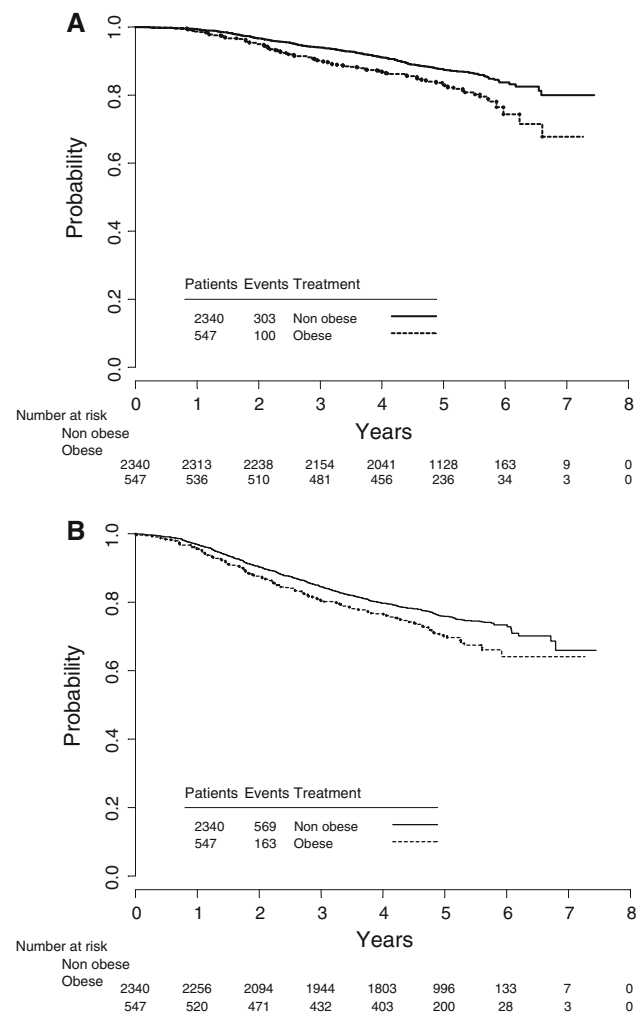 A
Probability
1.0
0.8
0.6
0.4
0.2
0.0
Patients Events Treatment
2340 303 Non obese
547 100 Obese
0 1 2 3 4 5 6 7 8
Years
Number at risk
Non obese
Obese
2340 2313 2238 2154 2041 1128 163 9 0
547 536 510 481 456 236 34 3 0
B
Probability
1.0
0.8
0.6
0.4
0.2
0.0
Patients Events Treatment
2340 569 Non obese
547 163 Obese
0 1 2 3 4 5 6 7 8
Years
Number at risk
Non obese
Obese
2340 2256 2094 1944 1803 996 133 7 0
547 520 471 432 403 200 28 3 0